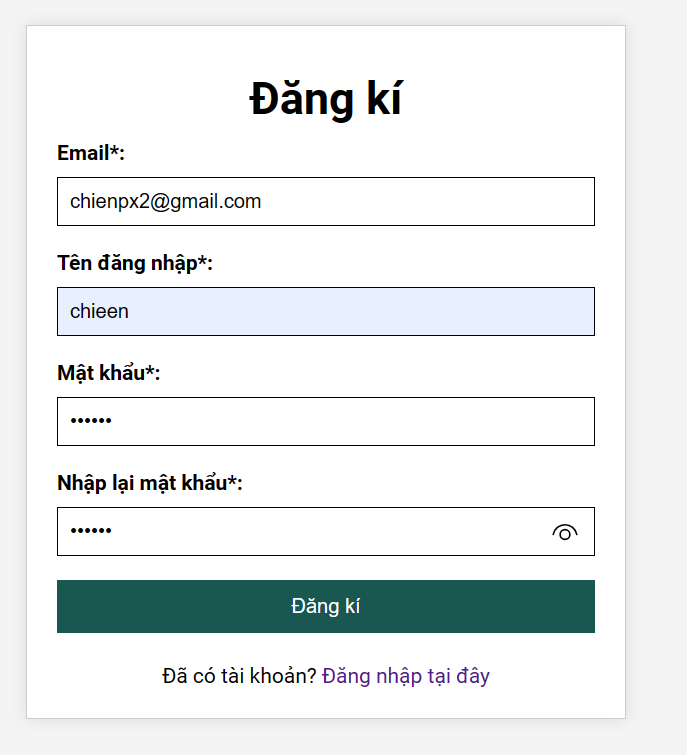 Đăng kí
Email*:
chienpx2@gmail.com
Tên đăng nhập*:
chieen
Mật khẩu*:
••••••
Nhập lại mật khẩu*:
••••••
Đăng kí
Đã có tài khoản? Đăng nhập tại đây